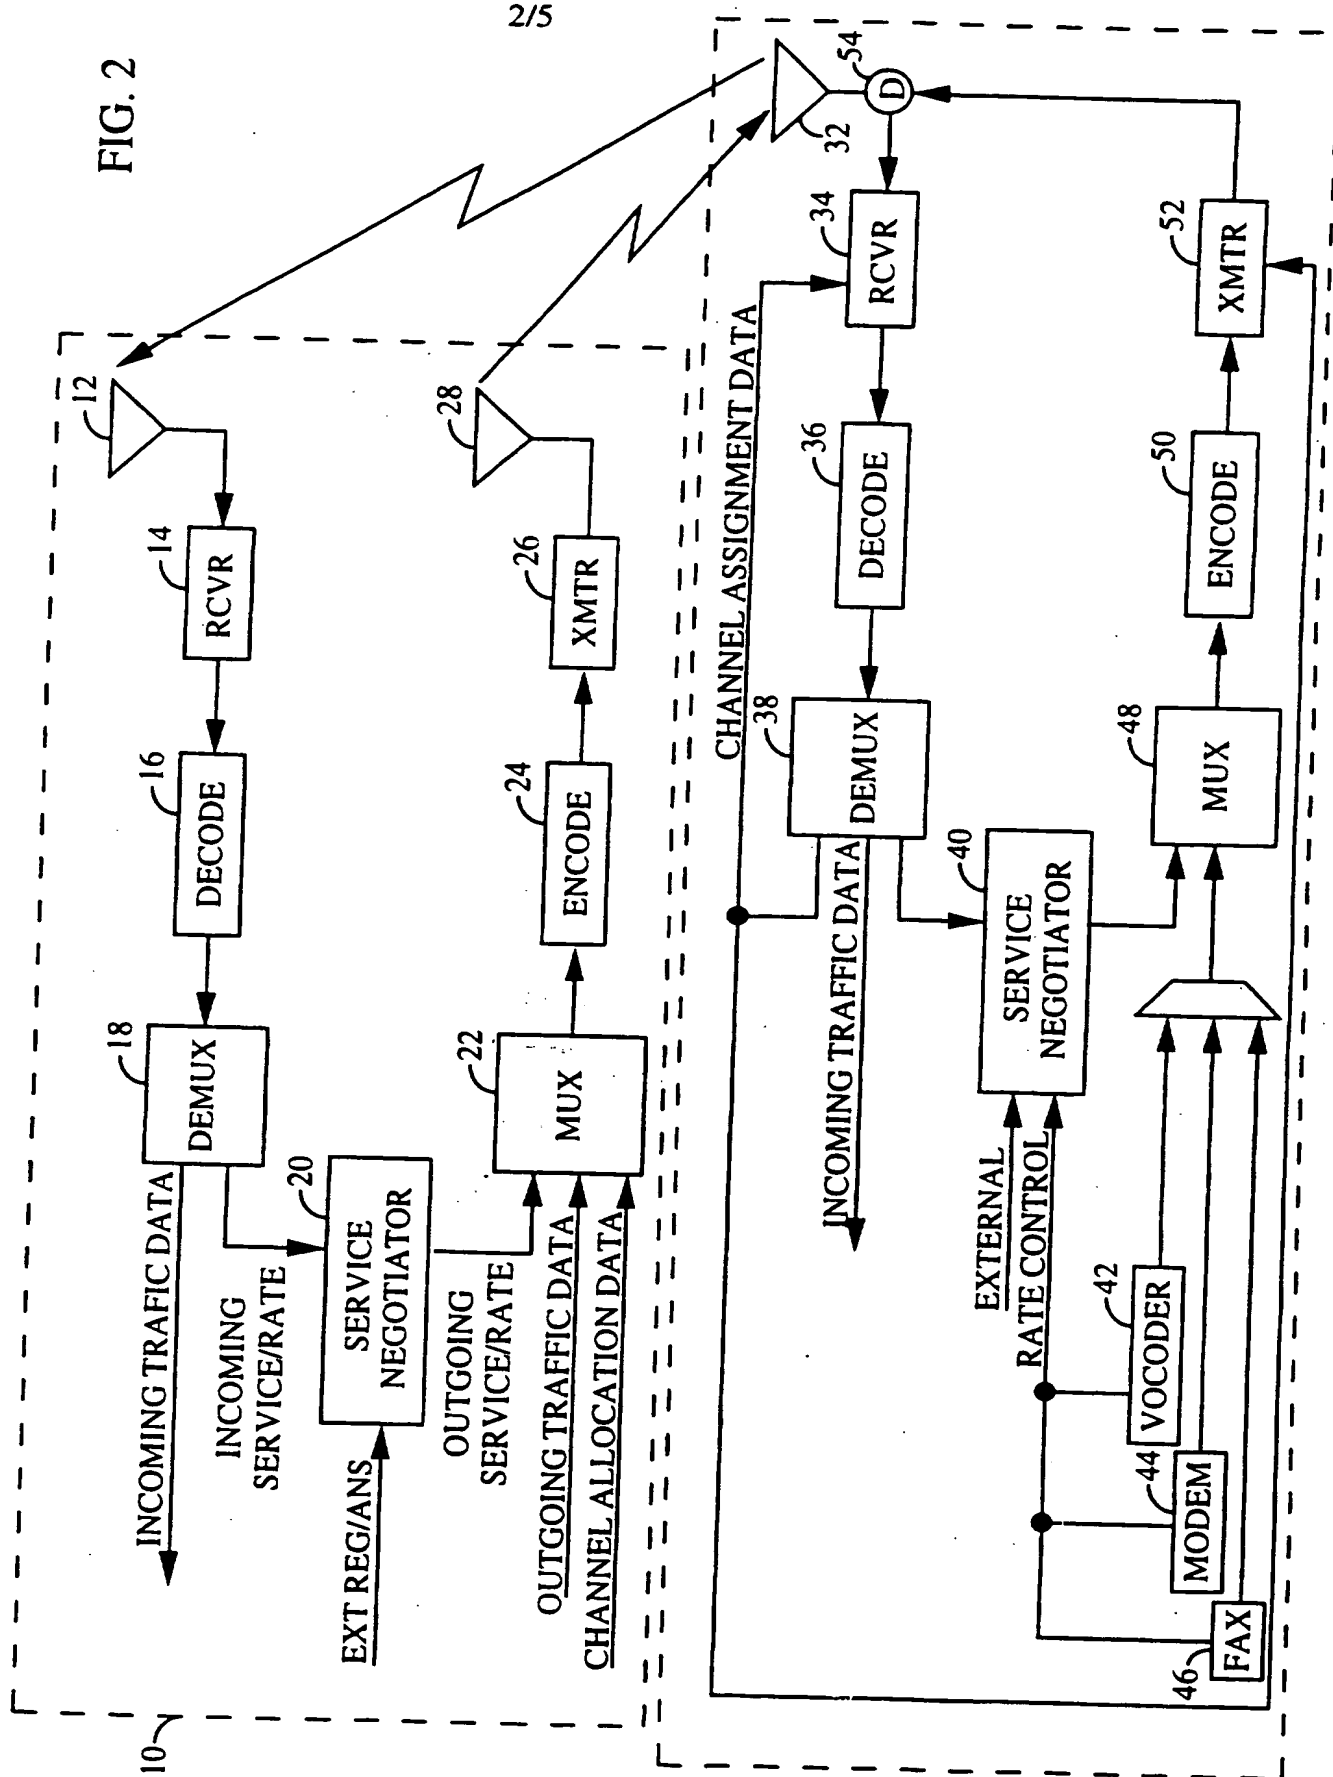 2/5
FIG. 2
10
12
RCVR
14
DECODE
16
DEMUX
18
INCOMING TRAFIC DATA
INCOMING
SERVICE/RATE
SERVICE
NEGOTIATOR
20
EXT REG/ANS
OUTGOING
SERVICE/RATE
OUTGOING TRAFFIC DATA
CHANNEL ALLOCATION DATA
MUX
22
ENCODE
24
XMTR
26
28
32
54
D
RCVR
34
CHANNEL ASSIGNMENT DATA
DECODE
36
DEMUX
38
INCOMING TRAFFIC DATA
SERVICE
NEGOTIATOR
40
EXTERNAL
RATE CONTROL
VOCODER
42
MODEM
44
FAX
46
MUX
48
ENCODE
50
XMTR
52